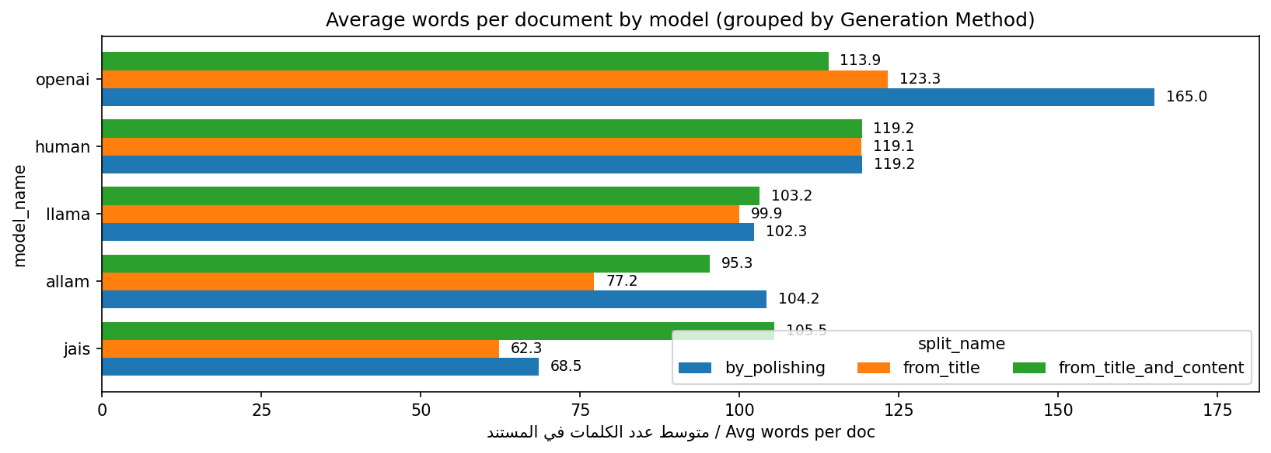 Average words per document by model (grouped by Generation Method)
model_name
openai
113.9
123.3
165.0
human
119.2
119.1
119.2
llama
103.2
99.9
102.3
allam
95.3
77.2
104.2
jais
105.5
62.3
68.5
split_name
by_polishing from_title from_title_and_content
0 25 50 75 100 125 150 175
متوسط عدد الكلمات في المستند / Avg words per doc